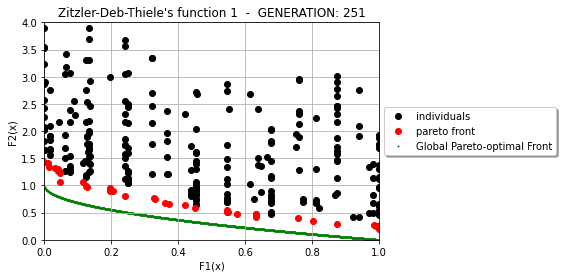 Zitzler-Deb-Thiele's function 1 - GENERATION: 251
4.0
3.5
3.0
2.5
2.0
1.5
1.0
0.5
0.0
F2(x)
0.0 0.2 0.4 0.6 0.8 1.0
F1(x)
individuals
pareto front
Global Pareto-optimal Front